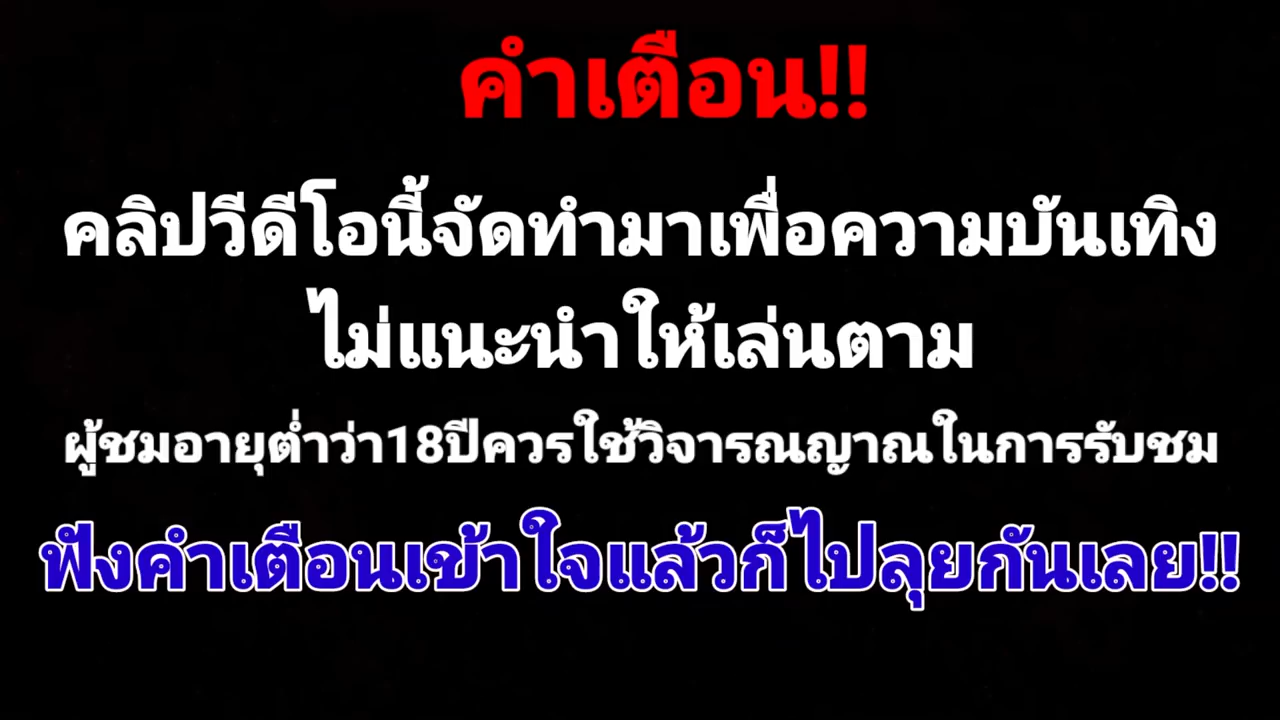 คำเตือน!!
คลิปวีดีโอนี้จัดทำมาเพื่อความบันเทิง
ไม่แนะนำให้เล่นตาม
ผู้ชมอายุต่ำว่า18ปีควรใช้วิจารณญาณในการรับชม
ฟังคำเตือนเข้าใจแล้วก็ไปลุยกันเลย!!